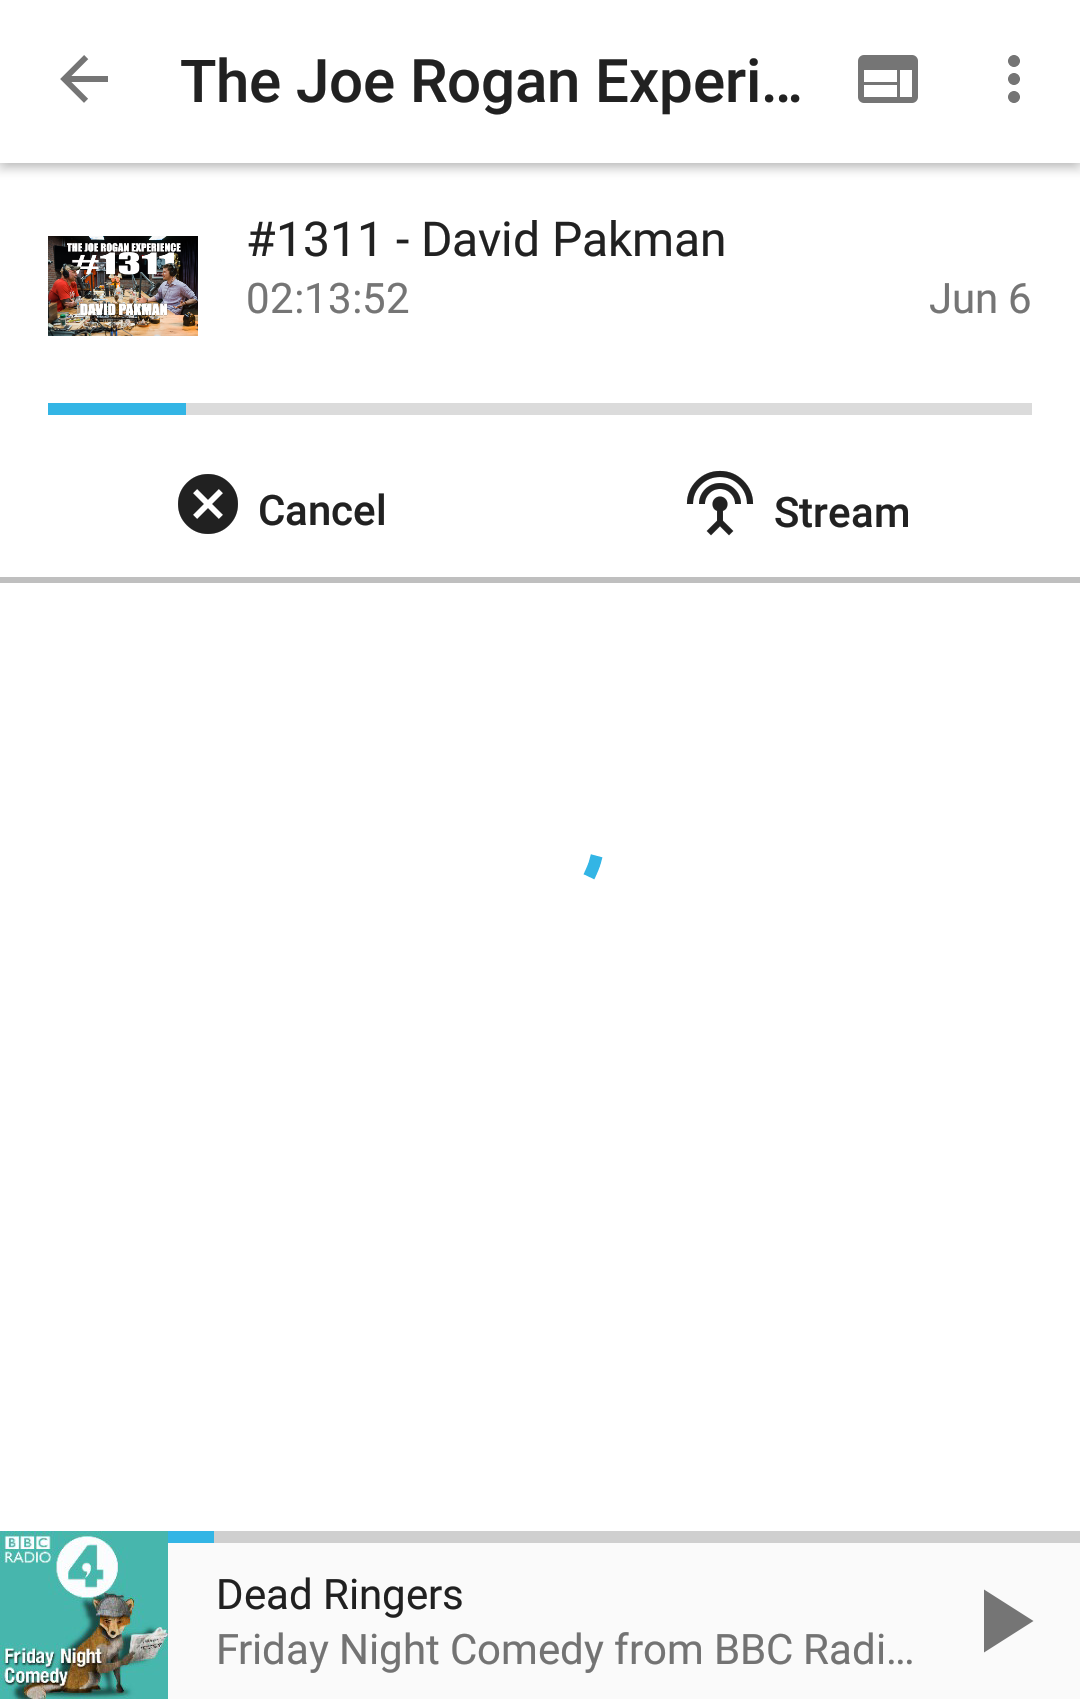 The Joe Rogan Experi...
THE JOE ROGAN EXPERIENCE
#1311
DAVID PAKMAN
#1311 - David Pakman
02:13:52
Jun 6
Cancel
Stream
BBC
RADIO
4
Friday Night
Comedy
Dead Ringers
Friday Night Comedy from BBC Radi...